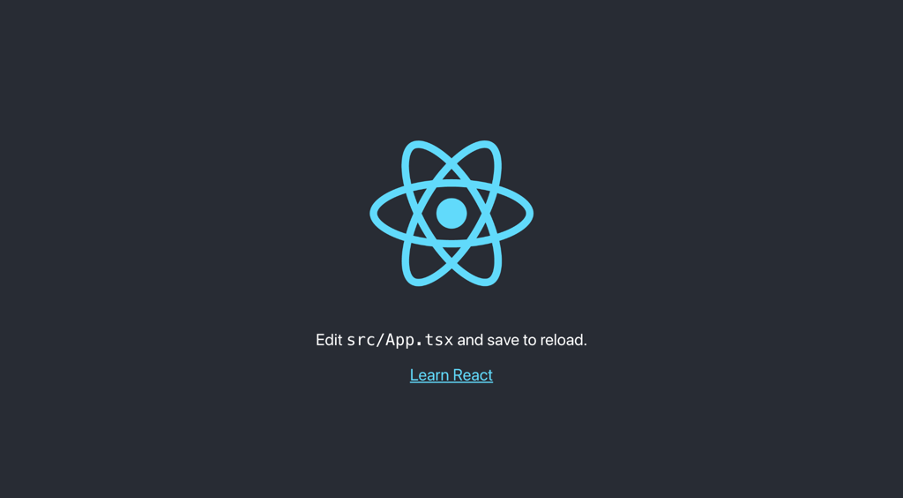 Edit src/App.tsx and save to reload.
Learn React